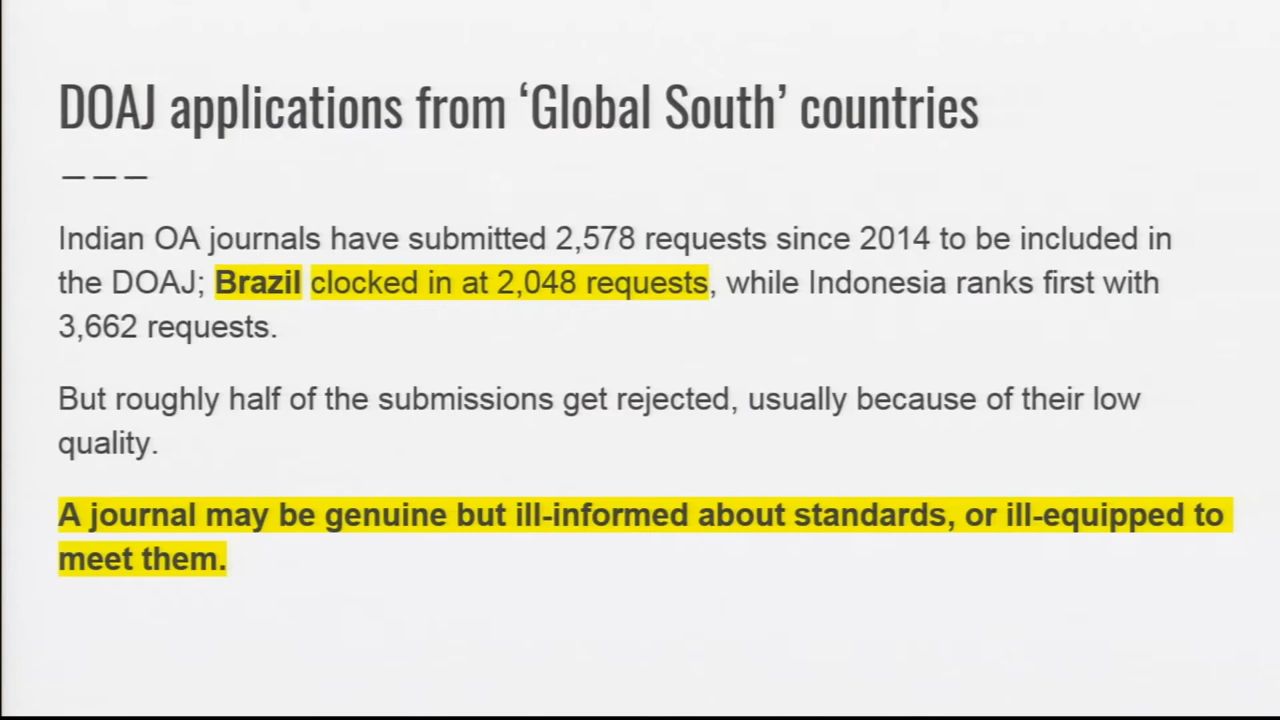 DOAJ applications from ‘Global South’ countries
Indian OA journals have submitted 2,578 requests since 2014 to be included in
the DOAJ; Brazil clocked in at 2,048 requests, while Indonesia ranks first with
3,662 requests.
But roughly half of the submissions get rejected, usually because of their low
quality.
A journal may be genuine but ill-informed about standards, or ill-equipped to
meet them.